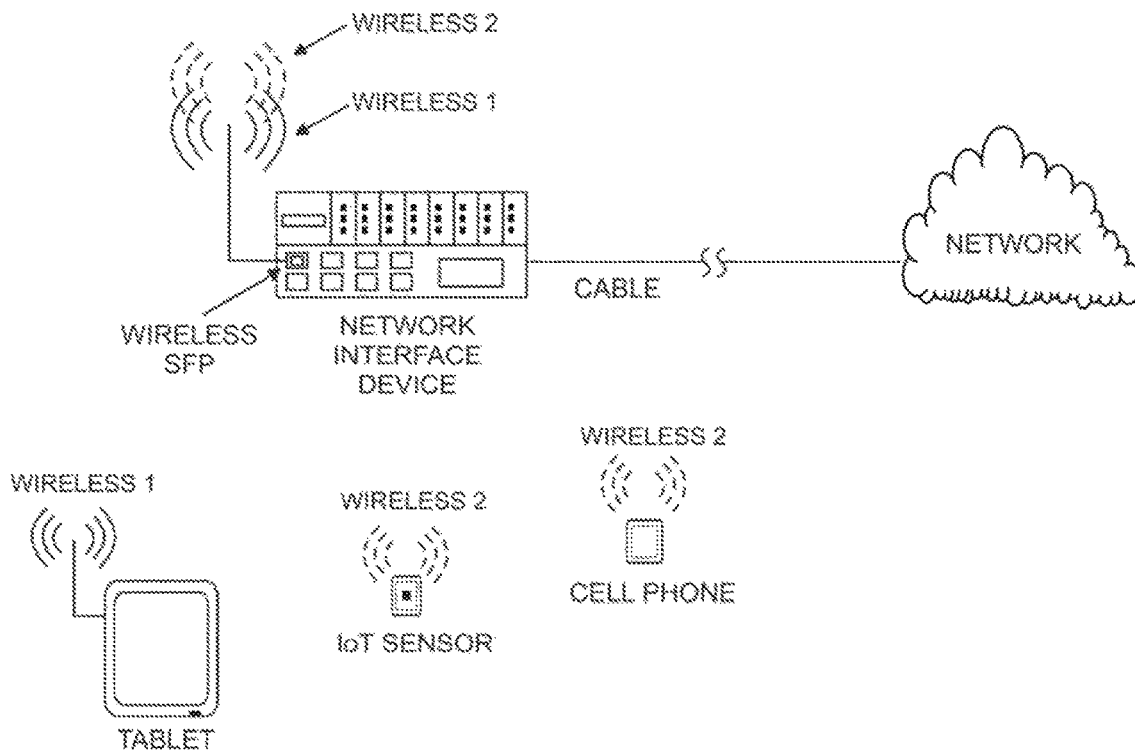 WIRELESS 2
WIRELESS 1
NETWORK
CABLE
WIRELESS
SFP
NETWORK
INTERFACE
DEVICE
WIRELESS 2
WIRELESS 1
WIRELESS 2
CELL PHONE
IoT SENSOR
TABLET